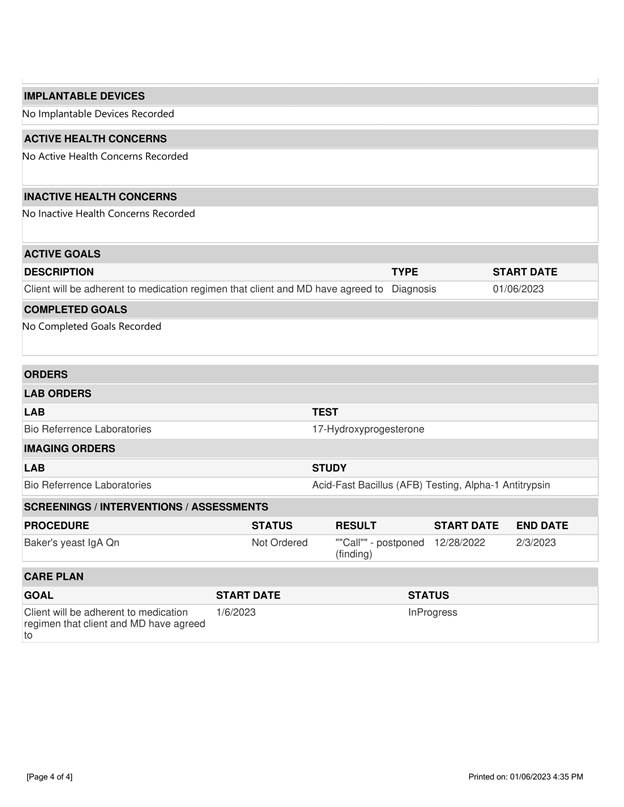 IMPLANTABLE DEVICES
No Implantable Devices Recorded
ACTIVE HEALTH CONCERNS
No Active Health Concerns Recorded
INACTIVE HEALTH CONCERNS
No Inactive Health Concerns Recorded
ACTIVE GOALS
DESCRIPTION TYPE START DATE
Client will be adherent to medication regimen that client and MD have agreed to Diagnosis 01/06/2023
COMPLETED GOALS
No Completed Goals Recorded
ORDERS
LAB ORDERS
LAB TEST
Bio Referrence Laboratories 17-Hydroxyprogesterone
IMAGING ORDERS
LAB STUDY
Bio Referrence Laboratories Acid-Fast Bacillus (AFB) Testing, Alpha-1 Antitrypsin
SCREENINGS / INTERVENTIONS / ASSESSMENTS
PROCEDURE STATUS RESULT START DATE END DATE
Baker's yeast IgA Qn Not Ordered ""Call"" - postponed 12/28/2022 2/3/2023
(finding)
CARE PLAN
GOAL START DATE STATUS
Client will be adherent to medication 1/6/2023 InProgress
regimen that client and MD have agreed
to
[Page 4 of 4] Printed on: 01/06/2023 4:35 PM